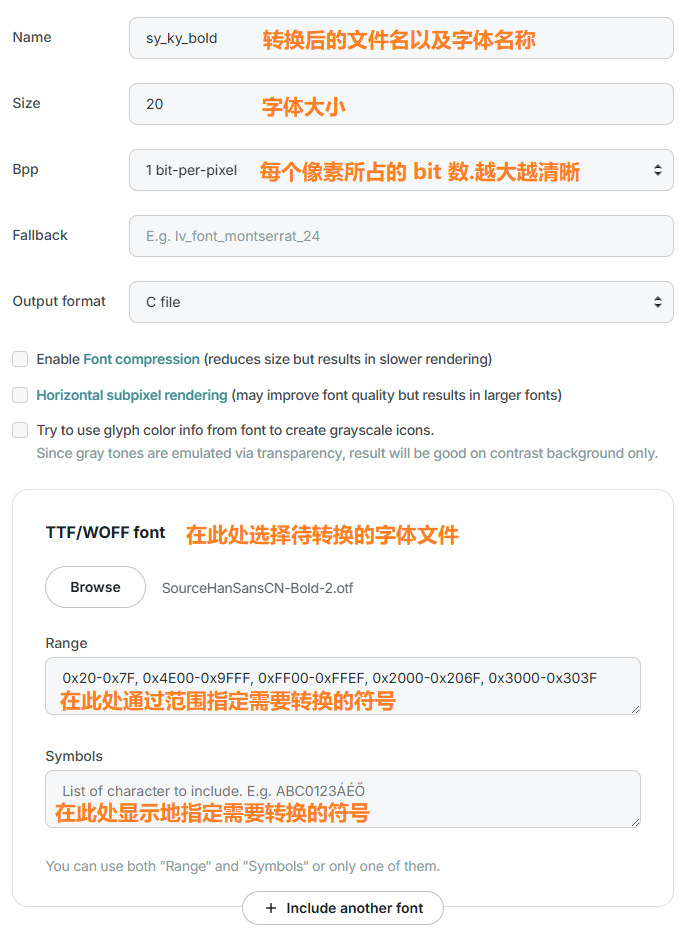 Name
sy_ky_bold 转换后的文件名以及字体名称
Size
20 字体大小
Bpp
1 bit-per-pixel 每个像素所占的 bit 数.越大越清晰
Fallback
E.g. lv_font_montserrat_24
Output format
C file
Enable Font compression (reduces size but results in slower rendering)
Horizontal subpixel rendering (may improve font quality but results in larger fonts)
Try to use glyph color info from font to create grayscale icons.
Since gray tones are emulated via transparency, result will be good on contrast background only.
TTF/WOFF font 在此处选择待转换的字体文件
Browse SourceHanSansCN-Bold-2.otf
Range
0x20-0x7F, 0x4E00-0x9FFF, 0xFF00-0xFFEF, 0x2000-0x206F, 0x3000-0x303F
在此处通过范围指定需要转换的符号
Symbols
List of character to include. E.g. ABC0123ÁÉŐ
在此处显示地指定需要转换的符号
You can use both "Range" and "Symbols" or only one of them.
+ Include another font